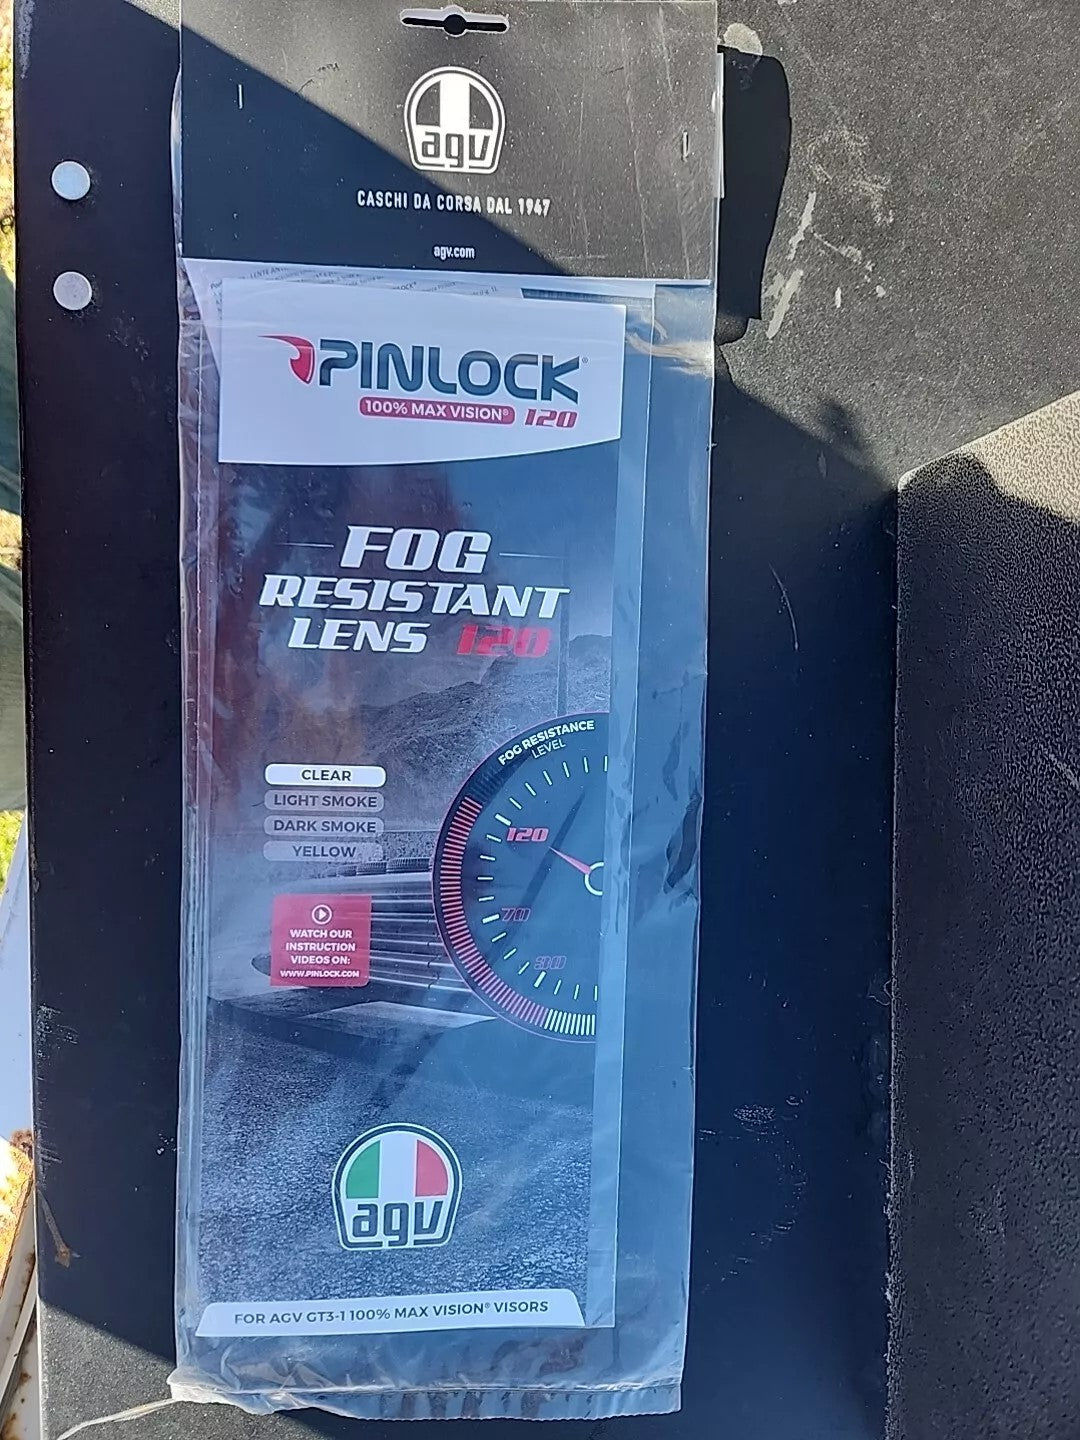 agv
CASCHI DA CORSA DAL 1947
agv.com
LENTE
PINLOCK®
100% MAX VISION® 120
FOG
RESISTANT
LENS 120
FOG RESISTANCE
LEVEL
CLEAR
LIGHT SMOKE
DARK SMOKE
YELLOW
120
70
30
WATCH OUR
INSTRUCTION
VIDEOS ON:
WWW.PINLOCK.COM
agv
FOR AGV GT3-1 100% MAX VISION® VISORS